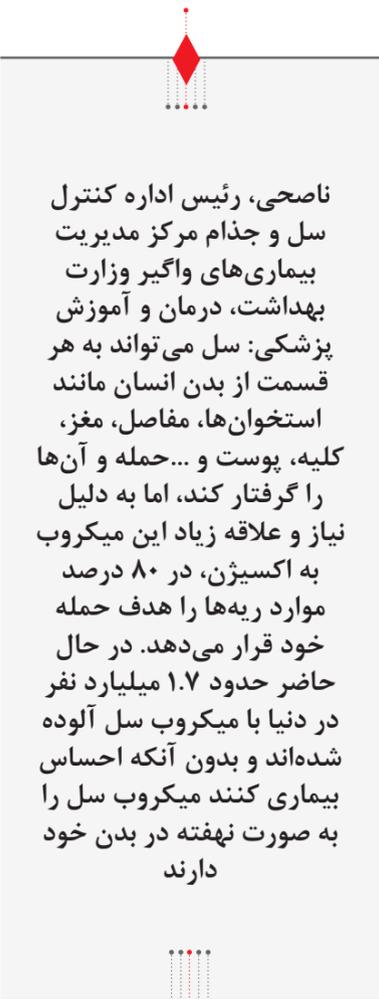 ناصحی، رئیس اداره کنترل
سل و جذام مرکز مدیریت
بیماری‌های واگیر وزارت
بهداشت، درمان و آموزش
پزشکی: سل می‌تواند به هر
قسمت از بدن انسان مانند
استخوان‌ها، مفاصل، مغز،
کلیه، پوست و ...حمله و آن‌ها
را گرفتار کند، اما به دلیل
نیاز و علاقه زیاد این میکروب
به اکسیژن، در ۸۰ درصد
موارد ریه‌ها را هدف حمله
خود قرار می‌دهد. در حال
حاضر حدود ۱.۷ میلیارد نفر
در دنیا با میکروب سل آلوده
شده‌اند و بدون آنکه احساس
بیماری کنند میکروب سل را
به صورت نهفته در بدن خود
دارند